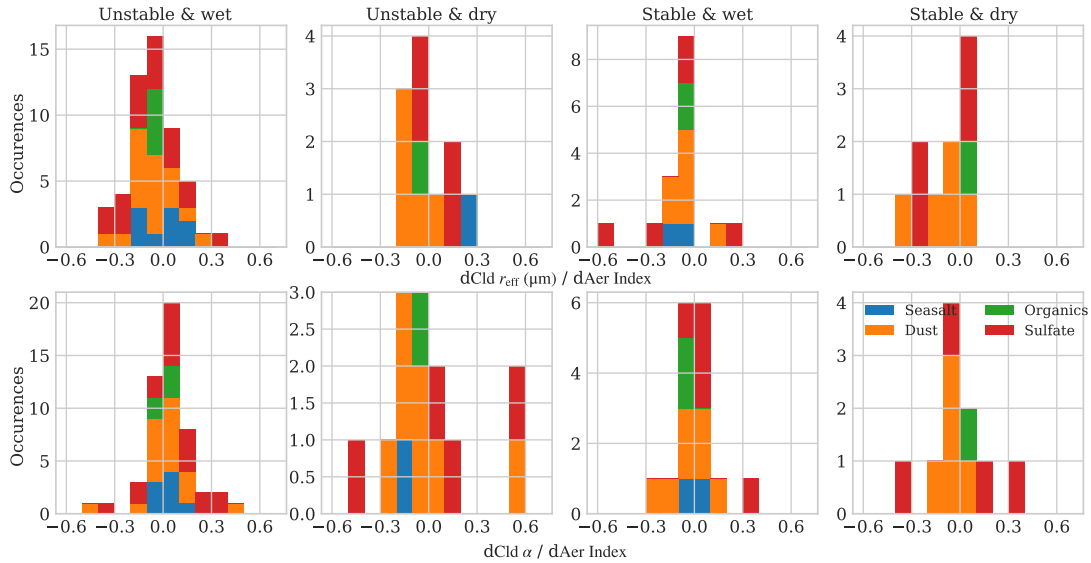 Unstable & wet Unstable & dry Stable & wet Stable & dry
Occurences
15
10
5
0
−0.6 −0.3 0.0 0.3 0.6
4
3
2
1
0
−0.6 −0.3 0.0 0.3 0.6
8
6
4
2
0
−0.6 −0.3 0.0 0.3 0.6
4
3
2
1
0
−0.6 −0.3 0.0 0.3 0.6
dCld r_eff (μm) / dAer Index
Occurences
20
15
10
5
0
−0.6 −0.3 0.0 0.3 0.6
3.0
2.5
2.0
1.5
1.0
0.5
0.0
−0.6 −0.3 0.0 0.3 0.6
6
4
2
0
−0.6 −0.3 0.0 0.3 0.6
Seasalt Organics
Dust Sulfate
4
3
2
1
0
−0.6 −0.3 0.0 0.3 0.6
dCld α / dAer Index